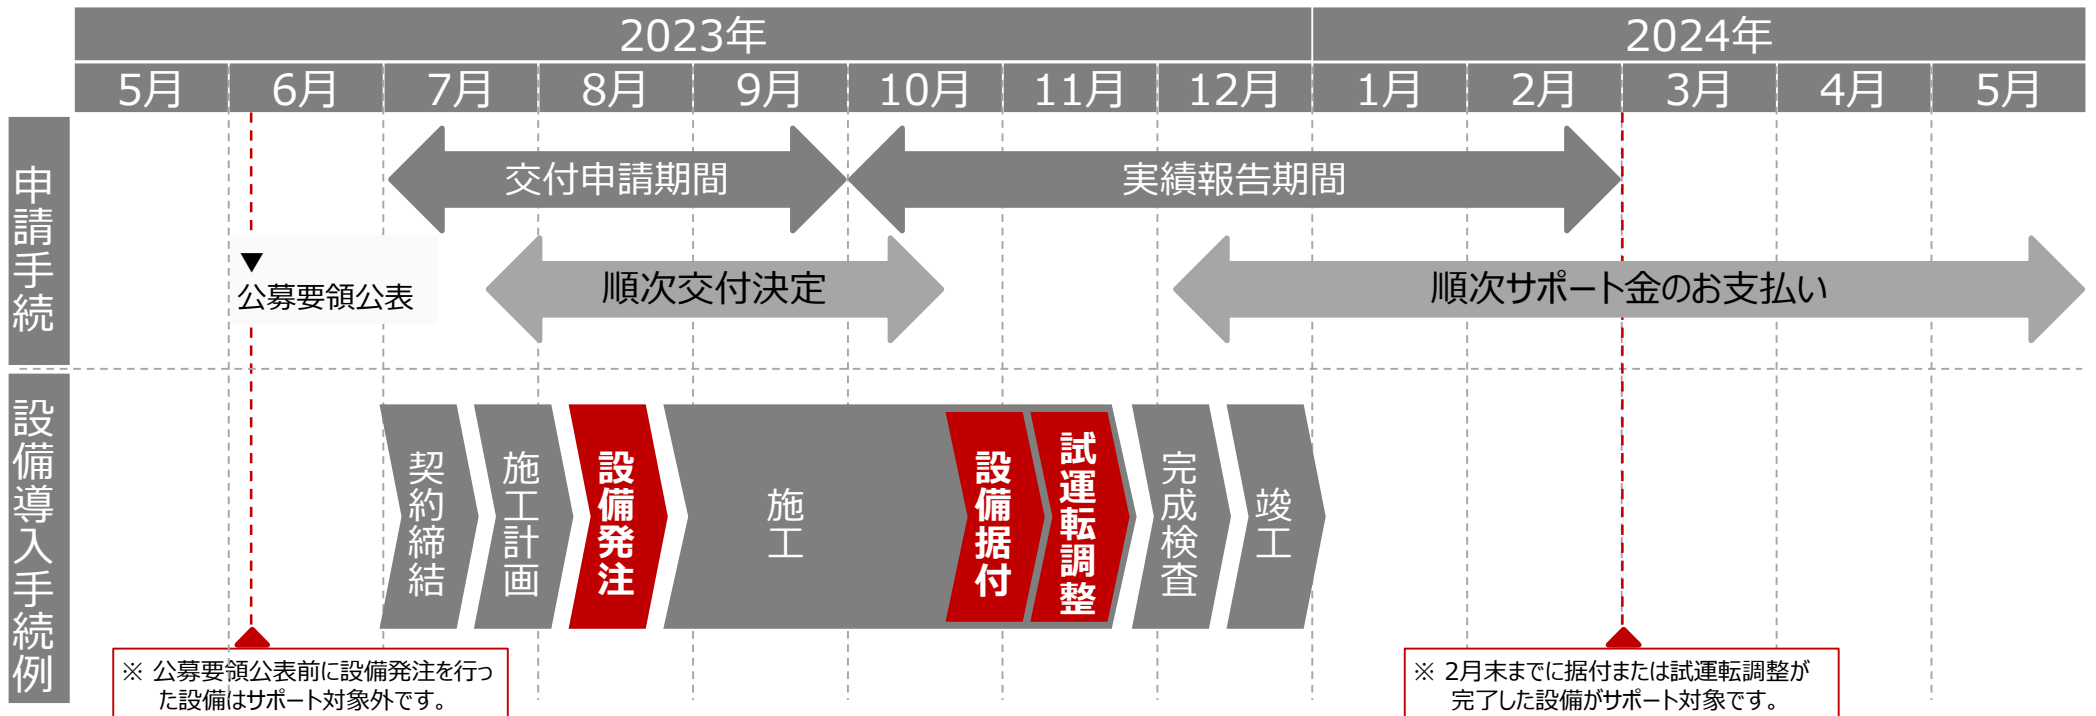 2023年
2024年
5月
6月
7月
8月
9月
10月
11月
12月
1月
2月
3月
4月
5月
申請手続
交付申請期間
実績報告期間
▼
公募要領公表
順次交付決定
順次サポート金のお支払い
設備導入手続例
契約締結
施工計画
設備発注
施工
設備据付
試運転調整
完成検査
竣工
※ 公募要領公表前に設備発注を行っ
た設備はサポート対象外です。
※ 2月末までに据付または試運転調整が
完了した設備がサポート対象です。